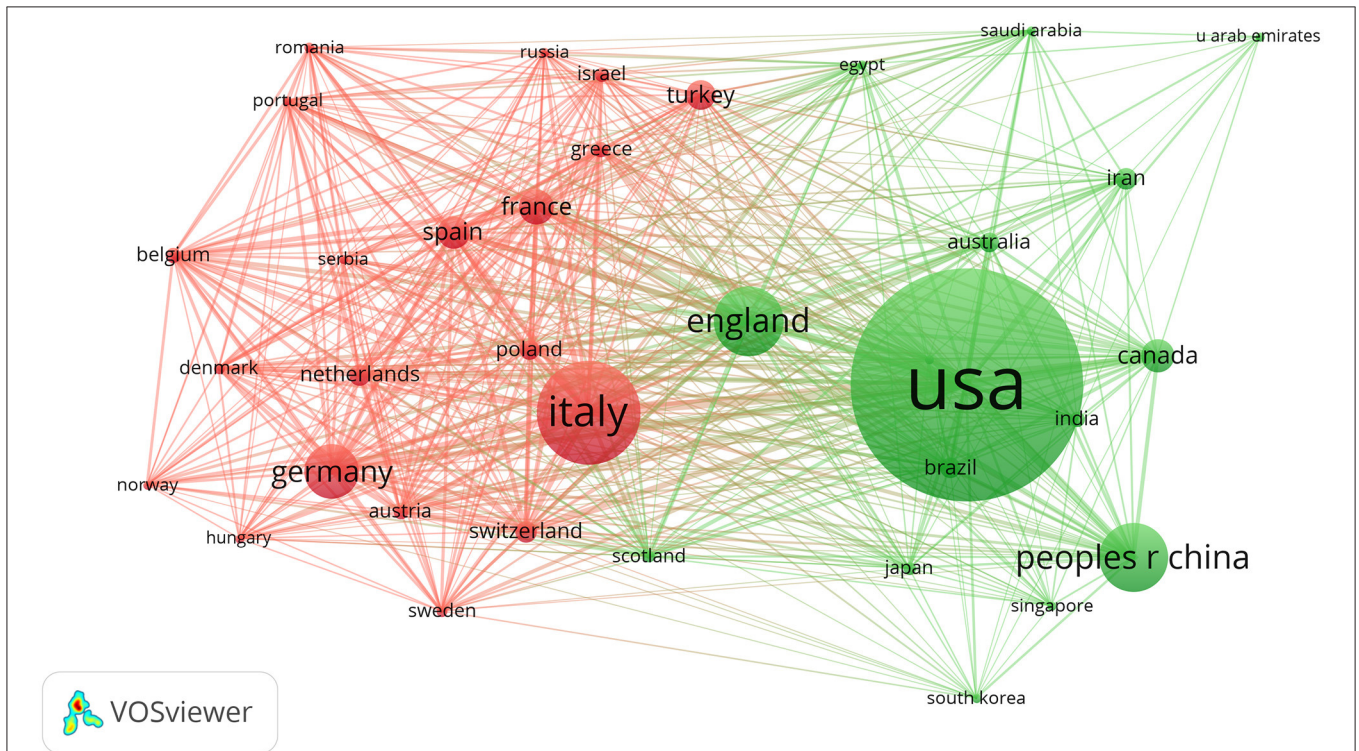 saudi arabia
u arab emirates
romania
russia
egypt
israel
turkey
portugal
greece
iran
france
spain
australia
belgium
serbia
england
poland
canada
denmark
netherlands
usa
italy
india
brazil
germany
norway
austria
switzerland
hungary
scotland
peoples r china
japan
singapore
sweden
south korea
VOSviewer